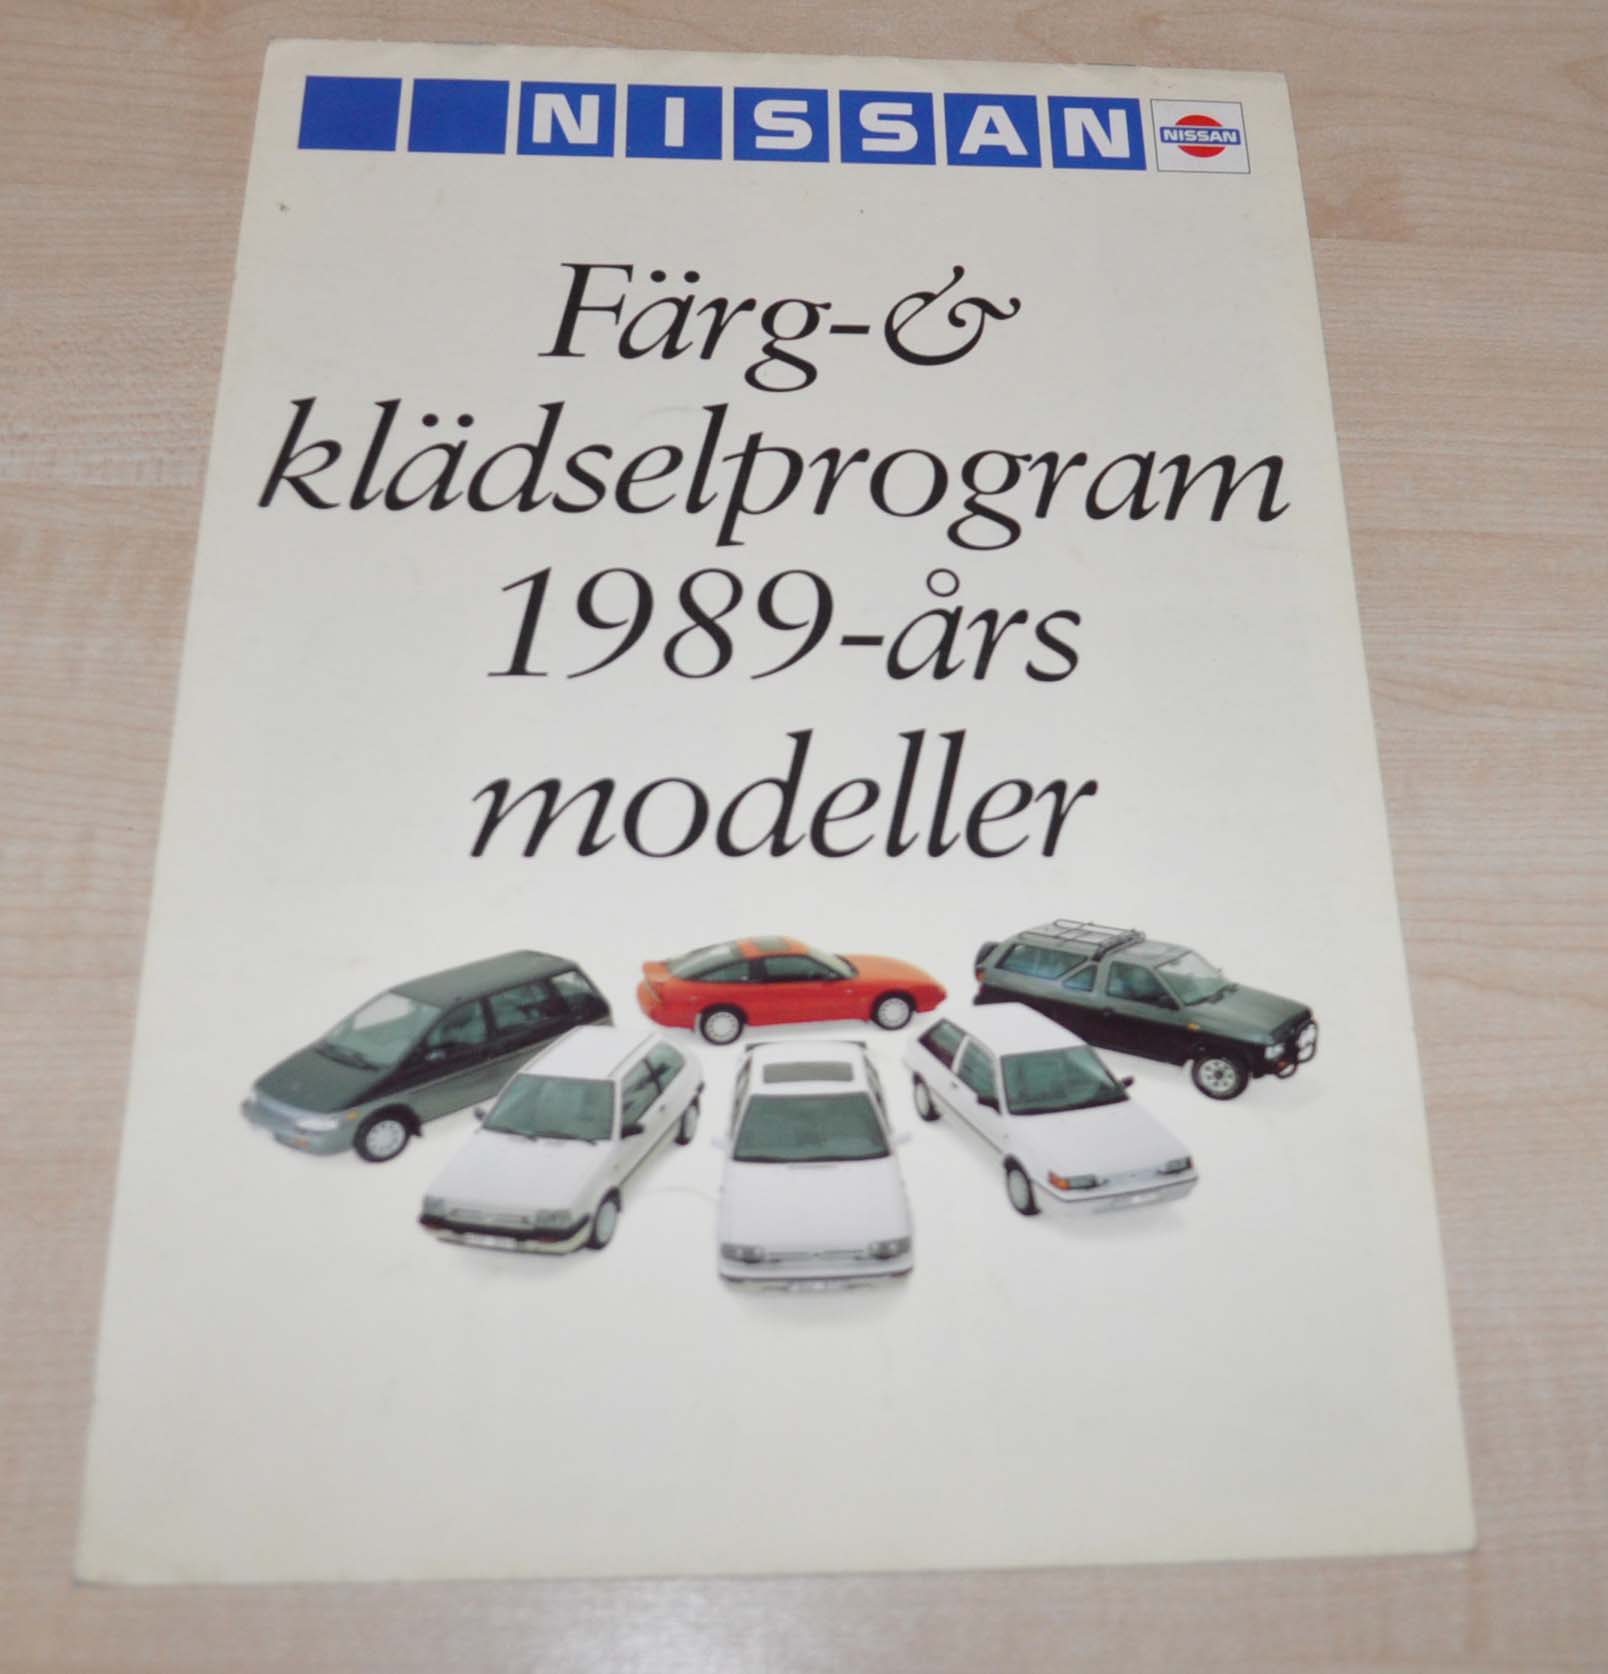 NISSAN NISSAN
Färg-&
klädselprogram
1989-års
modeller